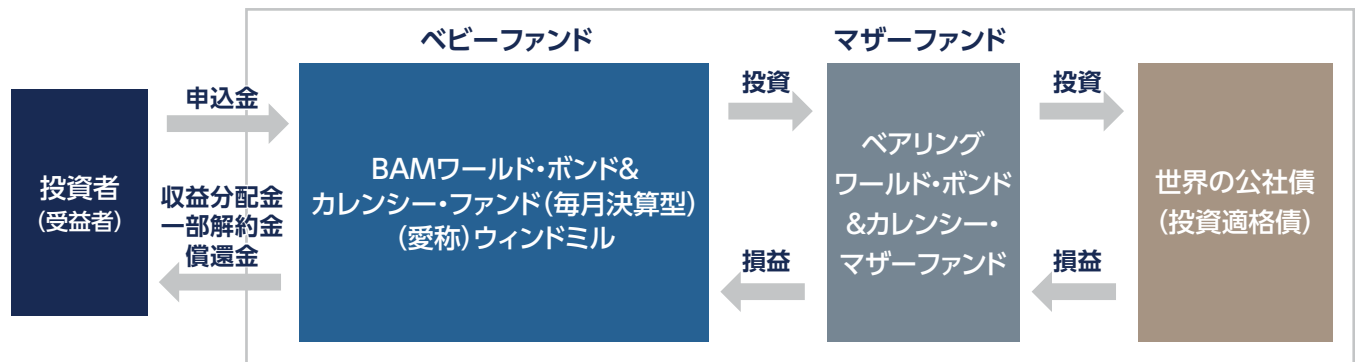 ベビーファンド
マザーファンド
投資者
(受益者)
申込金
収益分配金
一部解約金
償還金
BAMワールド・ボンド&
カレンシー・ファンド(毎月決算型)
(愛称)ウィンドミル
投資
損益
ベアリング
ワールド・ボンド
&カレンシー・
マザーファンド
投資
損益
世界の公社債
(投資適格債)